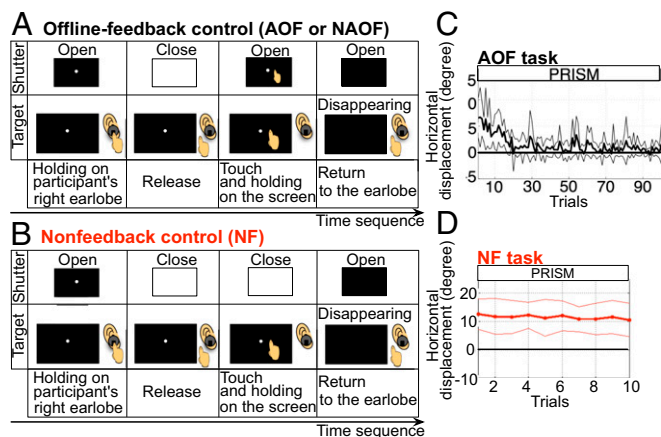 A Offline-feedback control (AOF or NAOF)
Shutter
Open
Close
Open
Open
Target
Disappearing
Holding on
participant's
right earlobe
Release
Touch
and holding
on the screen
Return
to the earlobe
Time sequence
B Nonfeedback control (NF)
Shutter
Open
Close
Close
Open
Target
Disappearing
Holding on
participant's
right earlobe
Release
Touch
and holding
on the screen
Return
to the earlobe
Time sequence
C
AOF task
PRISM
Horizontal
displacement (degree)
5
0
5
0
-5
10 30 50 70 90
Trials
D
NF task
PRISM
Horizontal
displacement (degree)
20
10
0
-10
2 4 6 8 10
Trials